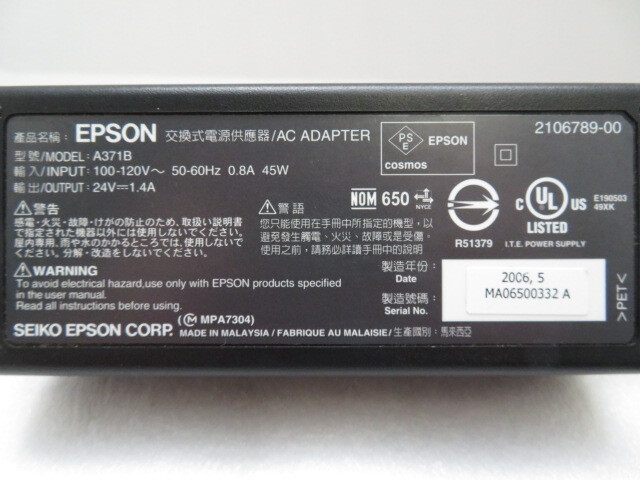 產品名稱: EPSON 交換式電源供應器/AC ADAPTER
PSE EPSON
cosmos
2106789-00
型號/MODEL: A371B
輸入/INPUT: 100-120V～ 50-60Hz 0.8A 45W
輸出/OUTPUT: 24V⎓1.4A
NOM 650 NYCE
R51379
C UL US
LISTED
I.T.E. POWER SUPPLY
E190503
49XK
⚠警告
感電・火災・故障・けがの防止のため、取扱い説明書
で指定された機器以外には使用しないでください。
屋内専用。雨や水のかかるところでは、使用しないで
ください。分解・改造をしないでください。
⚠警語
您只能使用在手冊中所指定的機型,以
避免發生觸電、火災、故障或是受傷。
使用之前,請務必詳讀手冊中的說明。
⚠WARNING
To avoid electrical hazard,use only with EPSON products specified
in the user's manual.
Read all instructions before using.
製造年份:
Date
2006, 5
製造號碼:
Serial No.
MA06500332 A
>PET<
SEIKO EPSON CORP.
MPA7304)
MADE IN MALAYSIA / FABRIQUE AU MALAISIE/ 生產國別: 馬來西亞